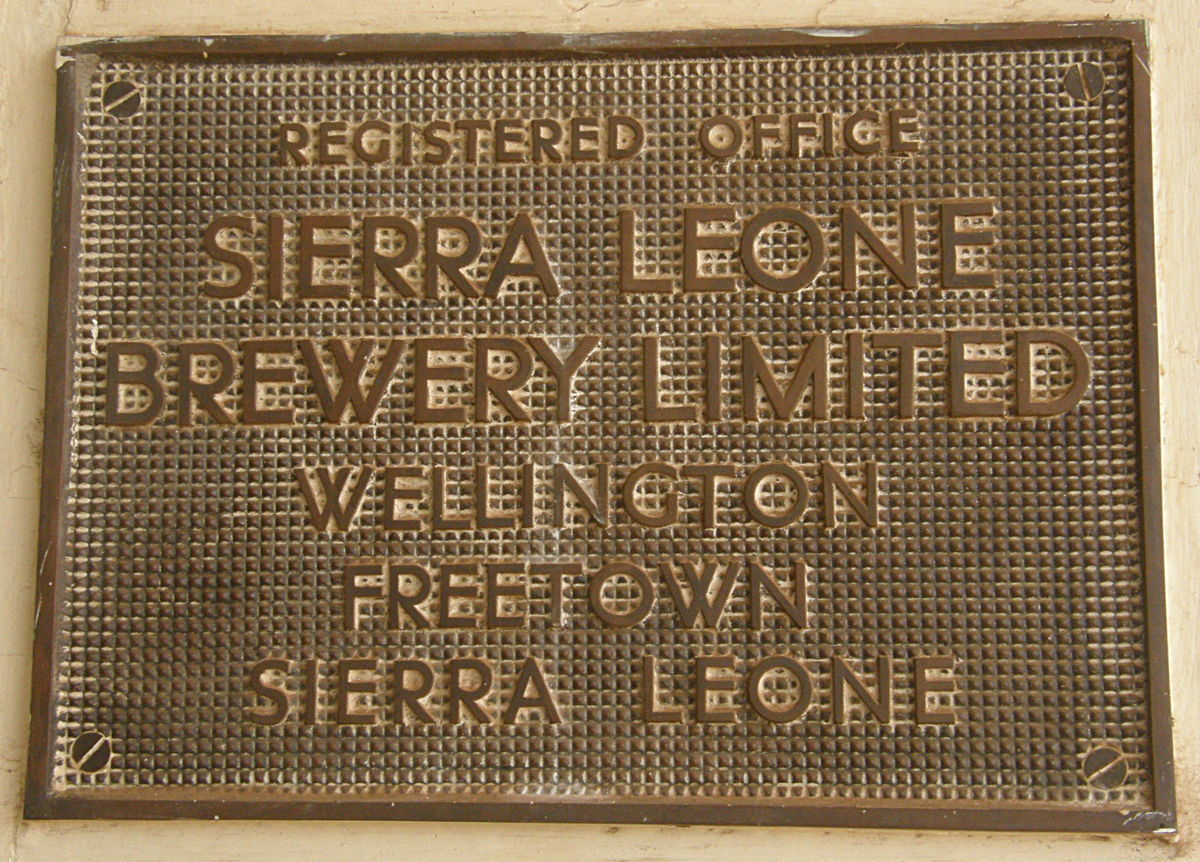 REGISTERED OFFICE
SIERRA LEONE
BREWERY LIMITED
WELLINGTON
FREETOWN
SIERRA LEONE